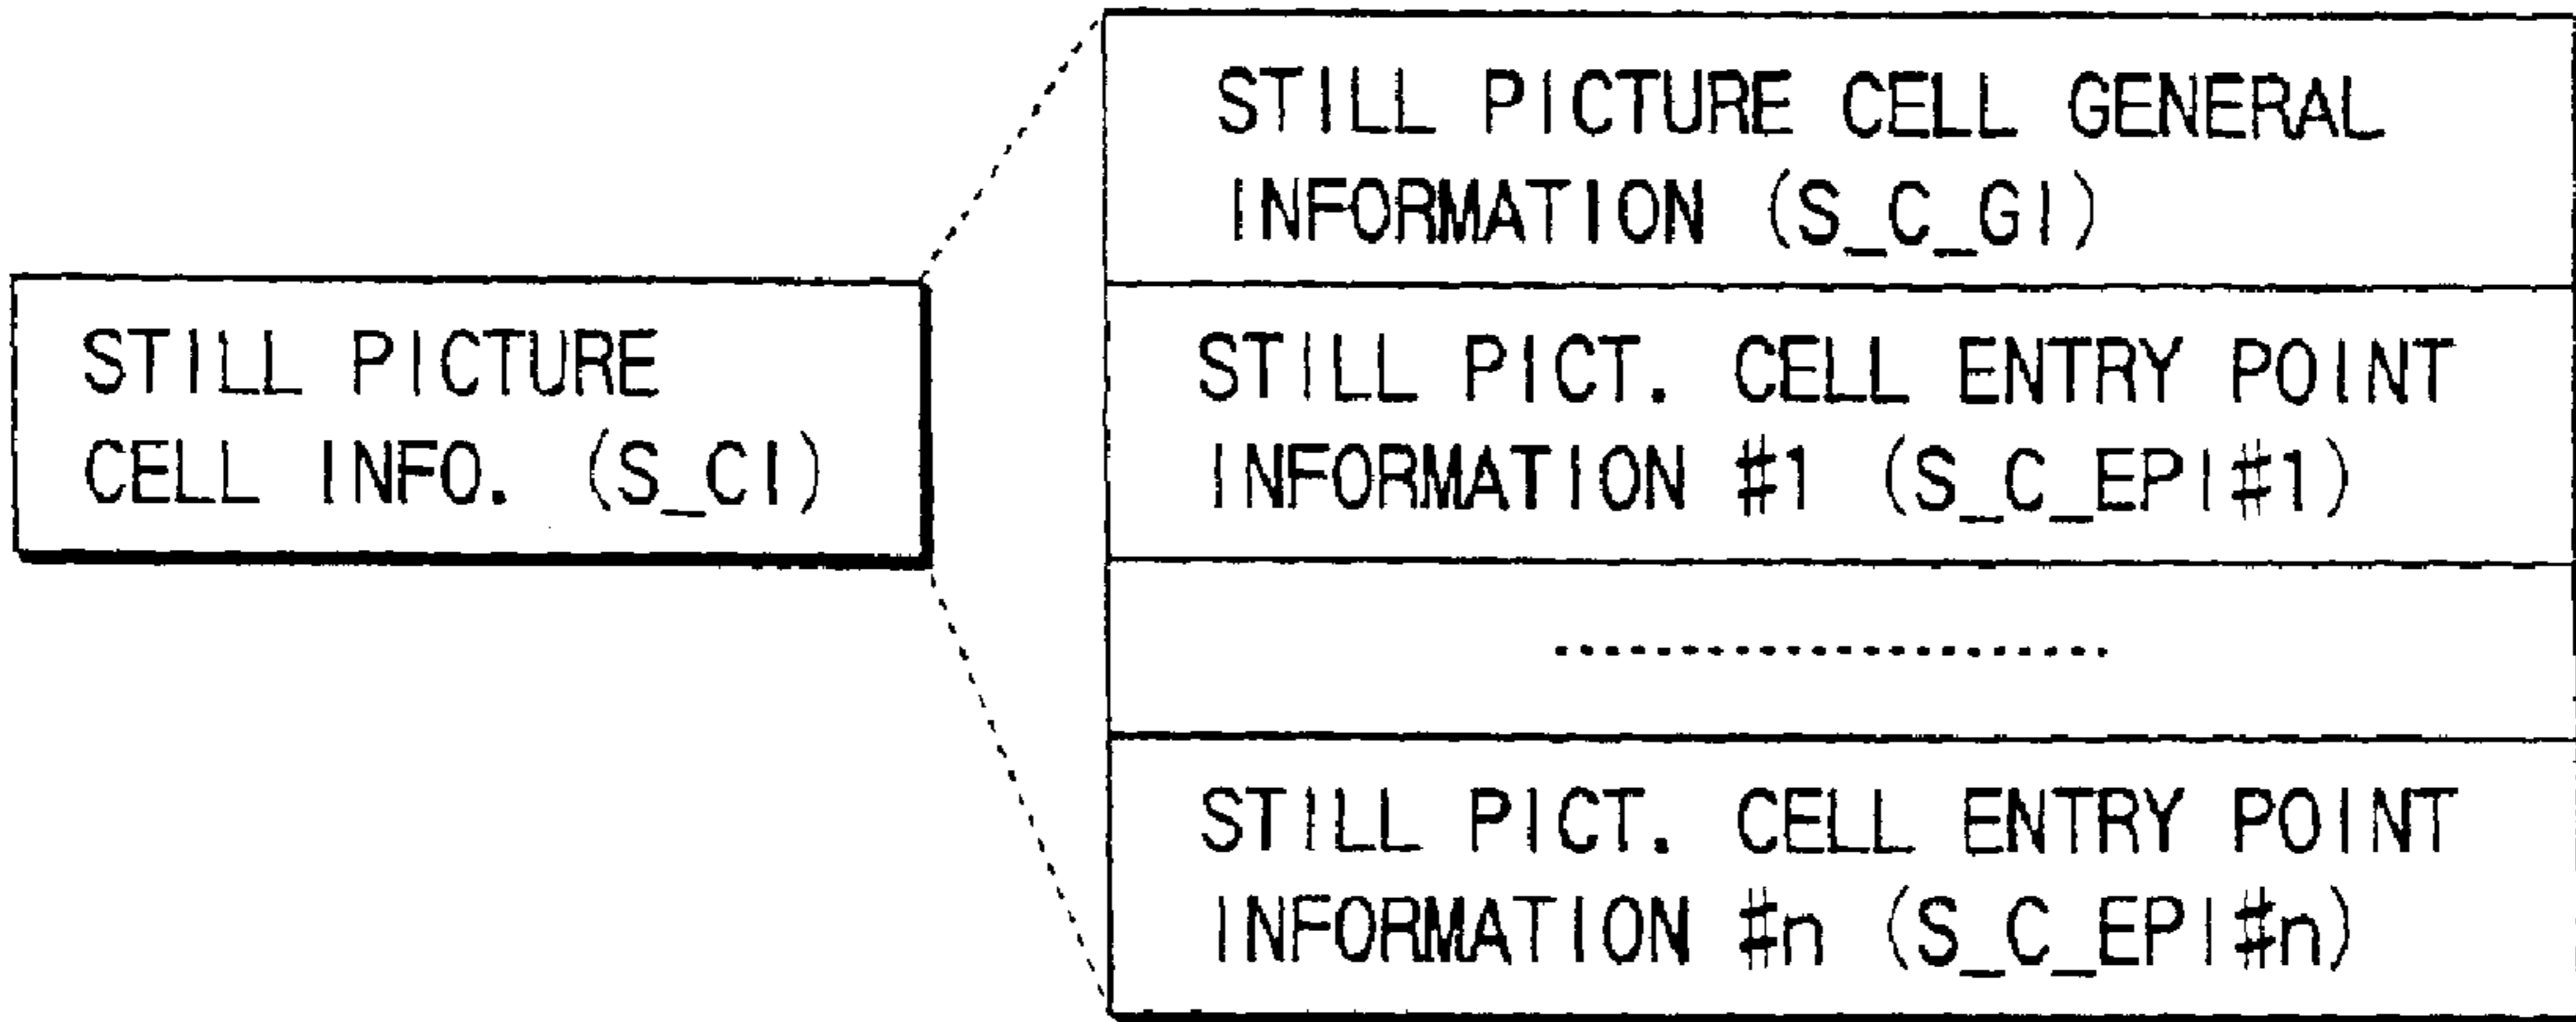 STILL PICTURE
CELL INFO. (S_CI)
STILL PICTURE CELL GENERAL
INFORMATION (S_C_GI)
STILL PICT. CELL ENTRY POINT
INFORMATION #1 (S_C_EPI#1)
......................
STILL PICT. CELL ENTRY POINT
INFORMATION #n (S_C_EPI#n)